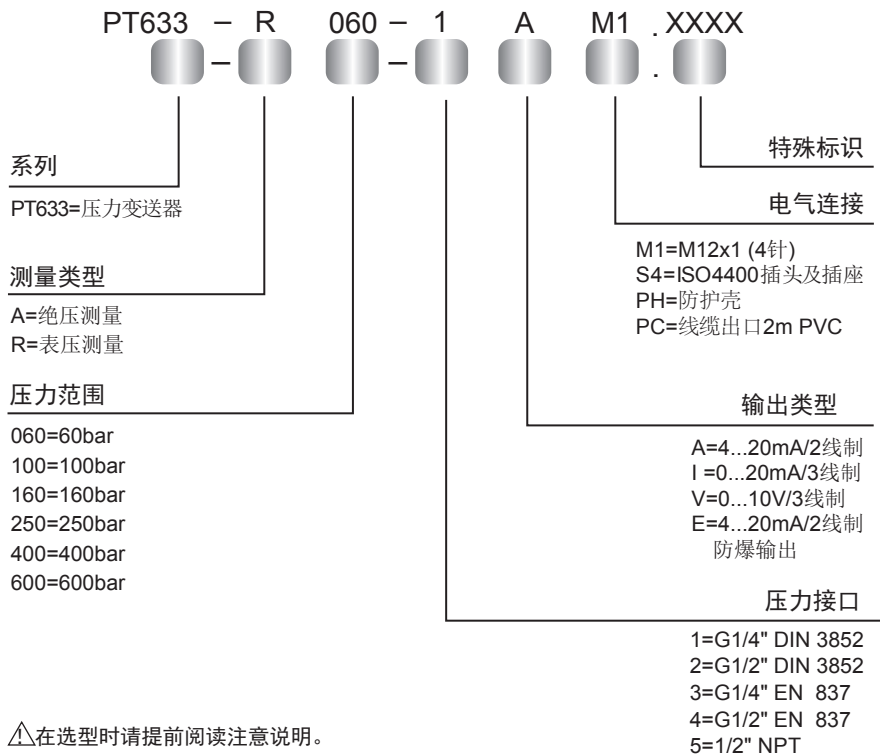 PT633 – R 060 – 1 A M1 . XXXX
– – .
系列
PT633=压力变送器
测量类型
A=绝压测量
R=表压测量
压力范围
060=60bar
100=100bar
160=160bar
250=250bar
400=400bar
600=600bar
特殊标识
电气连接
M1=M12x1 (4针)
S4=ISO4400插头及插座
PH=防护壳
PC=线缆出口2m PVC
输出类型
A=4...20mA/2线制
I =0...20mA/3线制
V=0...10V/3线制
E=4...20mA/2线制
防爆输出
压力接口
1=G1/4" DIN 3852
2=G1/2" DIN 3852
3=G1/4" EN 837
4=G1/2" EN 837
5=1/2" NPT
⚠在选型时请提前阅读注意说明。